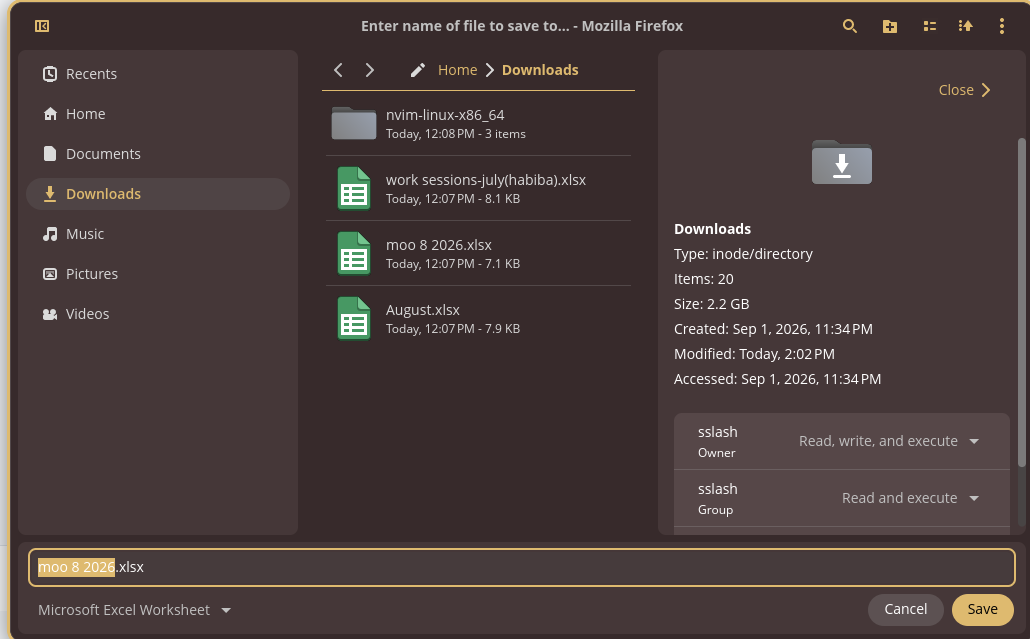 Enter name of file to save to... - Mozilla Firefox
Recents
Home
Documents
Downloads
Music
Pictures
Videos
Home
Downloads
nvim-linux-x86_64
Today, 12:08 PM - 3 items
work sessions-july(habiba).xlsx
Today, 12:07 PM - 8.1 KB
moo 8 2026.xlsx
Today, 12:07 PM - 7.1 KB
August.xlsx
Today, 12:07 PM - 7.9 KB
Close
Downloads
Type: inode/directory
Items: 20
Size: 2.2 GB
Created: Sep 1, 2026, 11:34 PM
Modified: Today, 2:02 PM
Accessed: Sep 1, 2026, 11:34 PM
sslash
Owner
Read, write, and execute
sslash
Group
Read and execute
moo 8 2026.xlsx
Microsoft Excel Worksheet
Cancel
Save